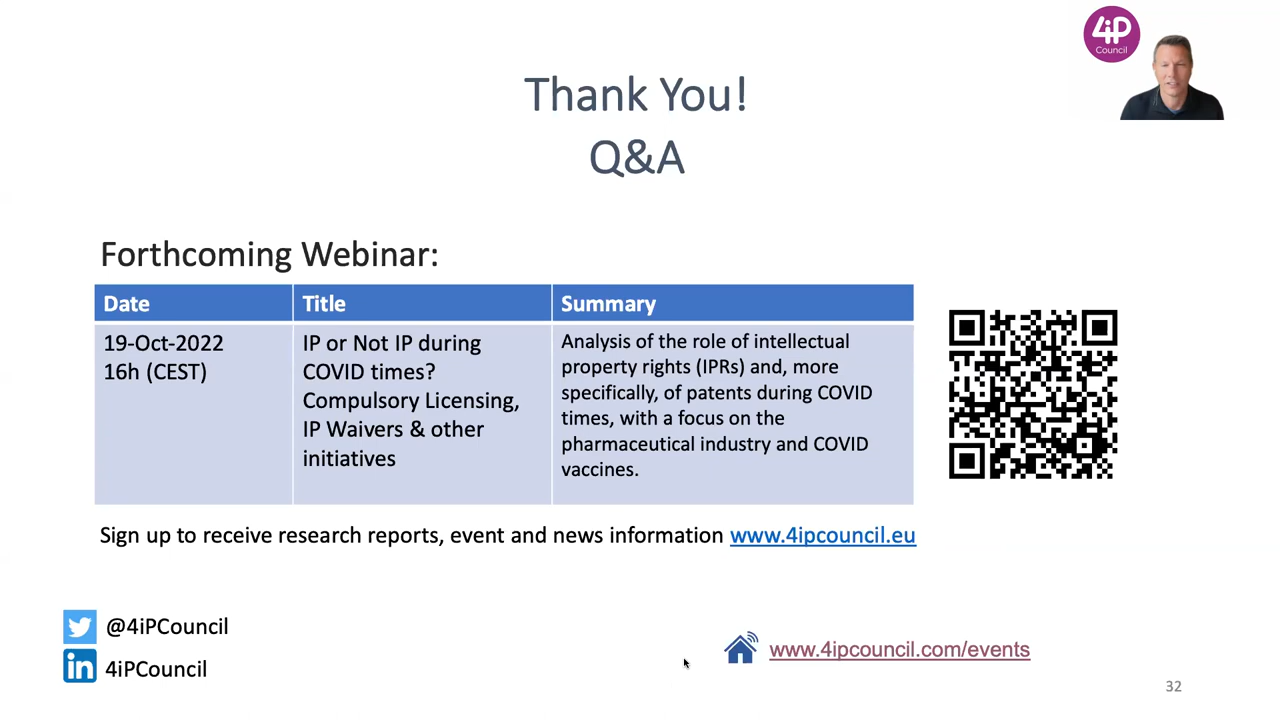 4iP
Council
Thank You!
Q&A
Forthcoming Webinar:
Date Title Summary
19-Oct-2022
16h (CEST)
IP or Not IP during
COVID times?
Compulsory Licensing,
IP Waivers & other
initiatives
Analysis of the role of intellectual
property rights (IPRs) and, more
specifically, of patents during COVID
times, with a focus on the
pharmaceutical industry and COVID
vaccines.
Sign up to receive research reports, event and news information www.4ipcouncil.eu
@4iPCouncil
in 4iPCouncil
www.4ipcouncil.com/events
32